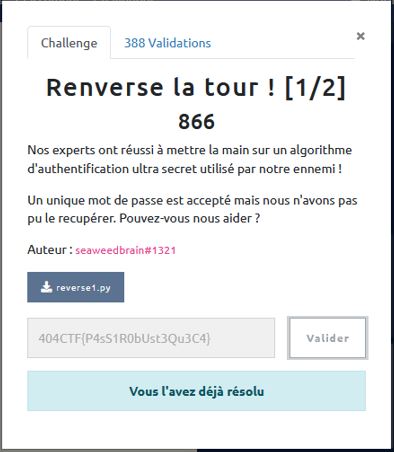 Challenge
388 Validations
×
Renverse la tour ! [1/2]
866
Nos experts ont réussi à mettre la main sur un algorithme
d'authentification ultra secret utilisé par notre ennemi !
Un unique mot de passe est accepté mais nous n'avons pas
pu le recupérer. Pouvez-vous nous aider ?
Auteur : seaweedbrain#1321
reverse1.py
404CTF{P4sS1R0bUst3Qu3C4}
Valider
Vous l'avez déjà résolu